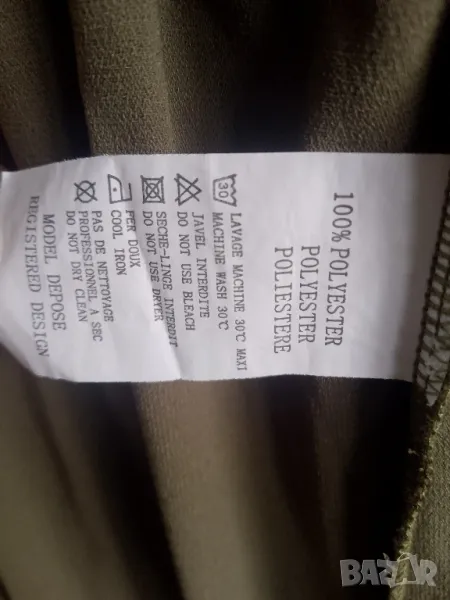 100% POLYESTER
POLYESTER
POLIESTERE
30
LAVAGE MACHINE 30℃ MAXI
MACHINE WASH 30℃
JAVEL INTERDITE
DO NOT USE BLEACH
SECHE-LINGE INTERDIT
DO NOT USE DRYER
FER DOUX
COOL IRON
PAS DE NETTOYAGE
PROFESSIONNEL A SEC
DO NOT DRY CLEAN
MODEL DEPOSE
REGISTERED DESIGN
BAZAR